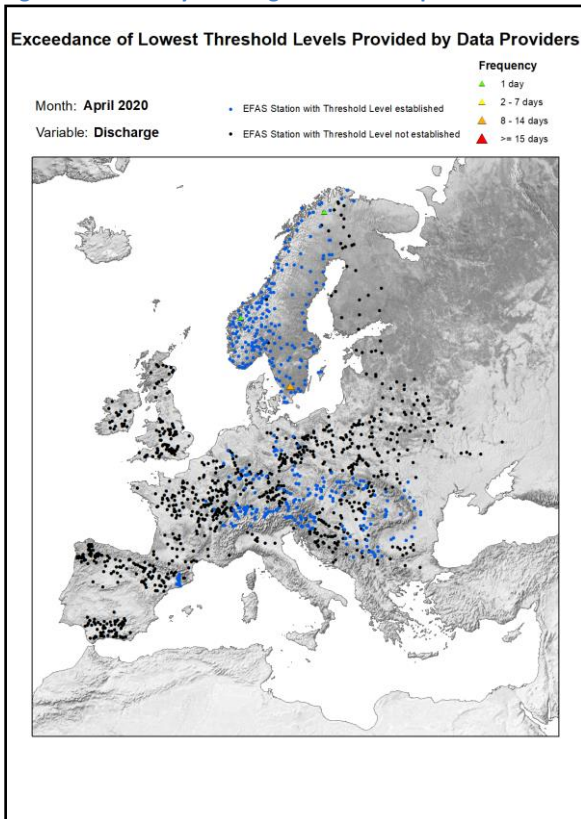 Exceedance of Lowest Threshold Levels Provided by Data Providers
Frequency
1 day
2 - 7 days
8 - 14 days
>= 15 days
Month: April 2020
Variable: Discharge
EFAS Station with Threshold Level established
EFAS Station with Threshold Level not established